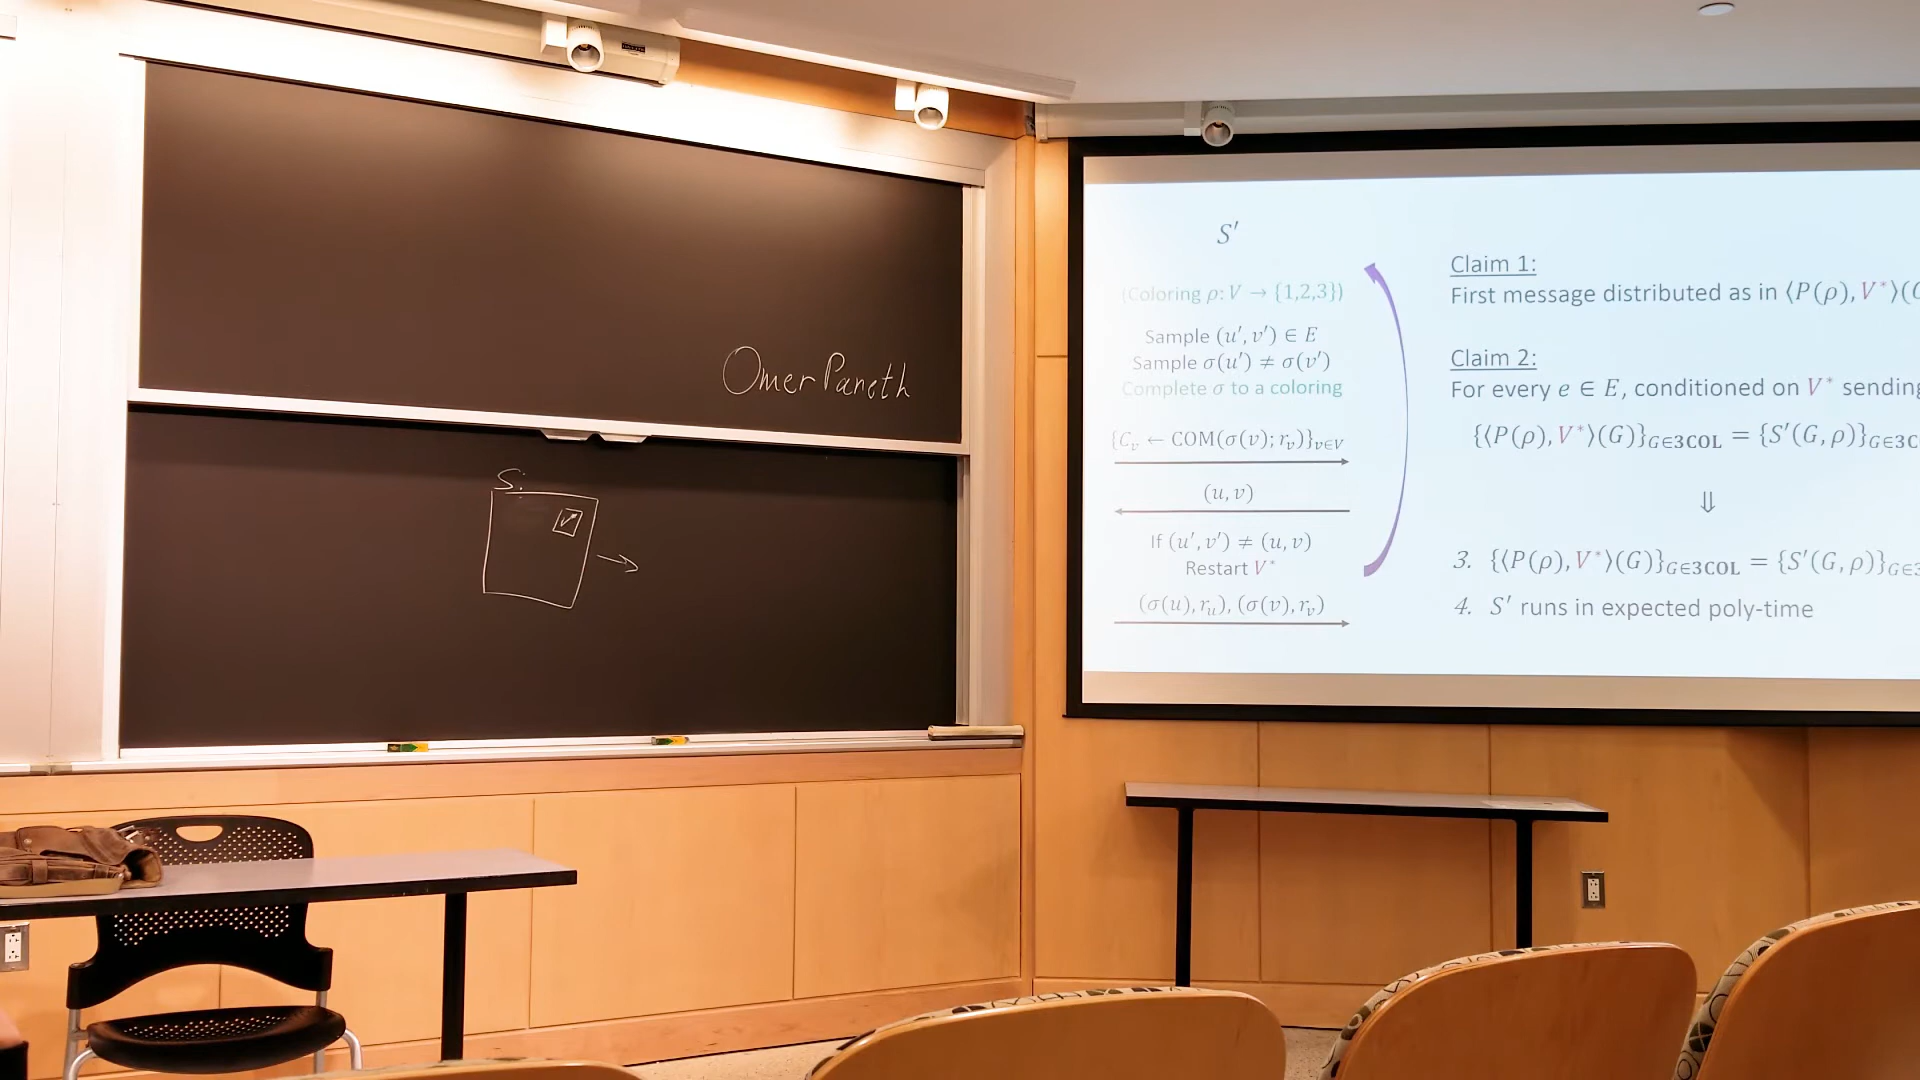 Omer Paneth
S:
V*
S′
(Coloring ρ: V → {1,2,3})
Sample (u′, v′) ∈ E
Sample σ(u′) ≠ σ(v′)
Complete σ to a coloring
{C_v ← COM(σ(v); r_v)}_{v∈V}
(u, v)
If (u′, v′) ≠ (u, v)
Restart V*
(σ(u), r_u), (σ(v), r_v)
Claim 1:
First message distributed as in ⟨P(ρ), V*⟩(
Claim 2:
For every e ∈ E, conditioned on V* sending
{⟨P(ρ), V*⟩(G)}_{G∈3COL} = {S′(G, ρ)}_{G∈3C
⇓
3. {⟨P(ρ), V*⟩(G)}_{G∈3COL} = {S′(G, ρ)}_{G∈3
4. S′ runs in expected poly-time